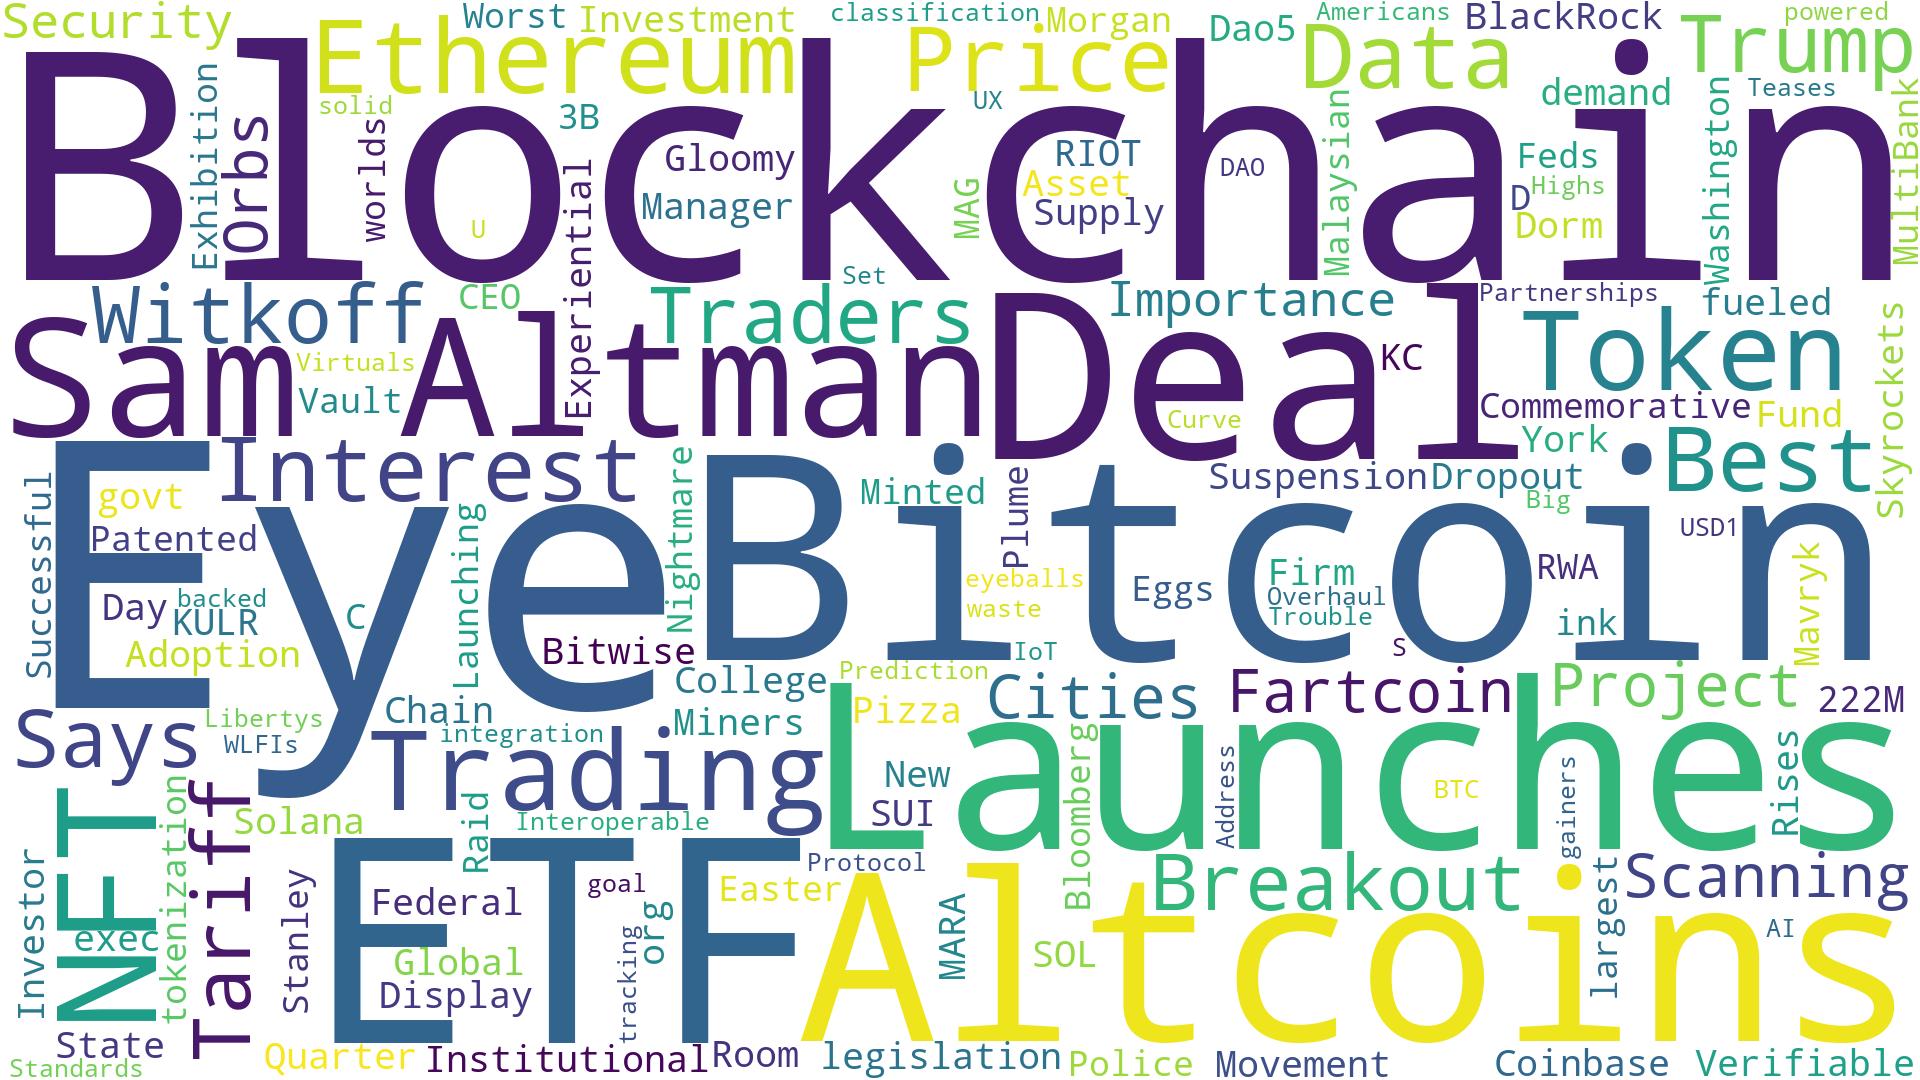 Security
Worst
Investment
classification
Morgan
Dao5
Americans
BlackRock
powered
Ethereum
Price
Data
Trump
Blockchain
Exhibition
Orbs
solid
worlds
3B
UX
demand
Teases
Washington
MultiBank
Gloomy
RIOT
DAO
Malaysian
Feds
Experiential
Manager
MAG
Asset
Supply
D
Highs
Dorm
U
Set
Witkoff
CEO
Traders
Importance
Partnerships
fueled
Sam Altman
Deal
Token
Skyrockets
Virtuals
Vault
KC
Commemorative
Fund
Curve
York
Interest
Best
Successful
govt
Nightmare
Minted
Plume
Suspension
Dropout
Big
USD1
Eye
Bitcoin
Patented
Launching
eyeballs
Firm
RWA
Mavryk
Day
backed
KULR
C
waste
Eggs
Overhaul
Trouble
ink
Adoption
Bitwise
IoT
S
Prediction
College
Cities
Fartcoin
Project
222M
Says
Libertys
Chain
Miners
Pizza
WLFIs
integration
Trading
Launches
New
Bloomberg
Address
BTC
gainers
Rises
NFT
tokenization
Tariff
Solana
Raid
Interoperable
SUI
Investor
exec
Stanley
ETF
Protocol
Breakout
Scanning
Federal
goal
Easter
Altcoins
largest
AI
Global
org
MARA
SOL
Display
tracking
State
Standards
Quarter
Institutional
Room
legislation
Police
Movement
Coinbase
Verifiable